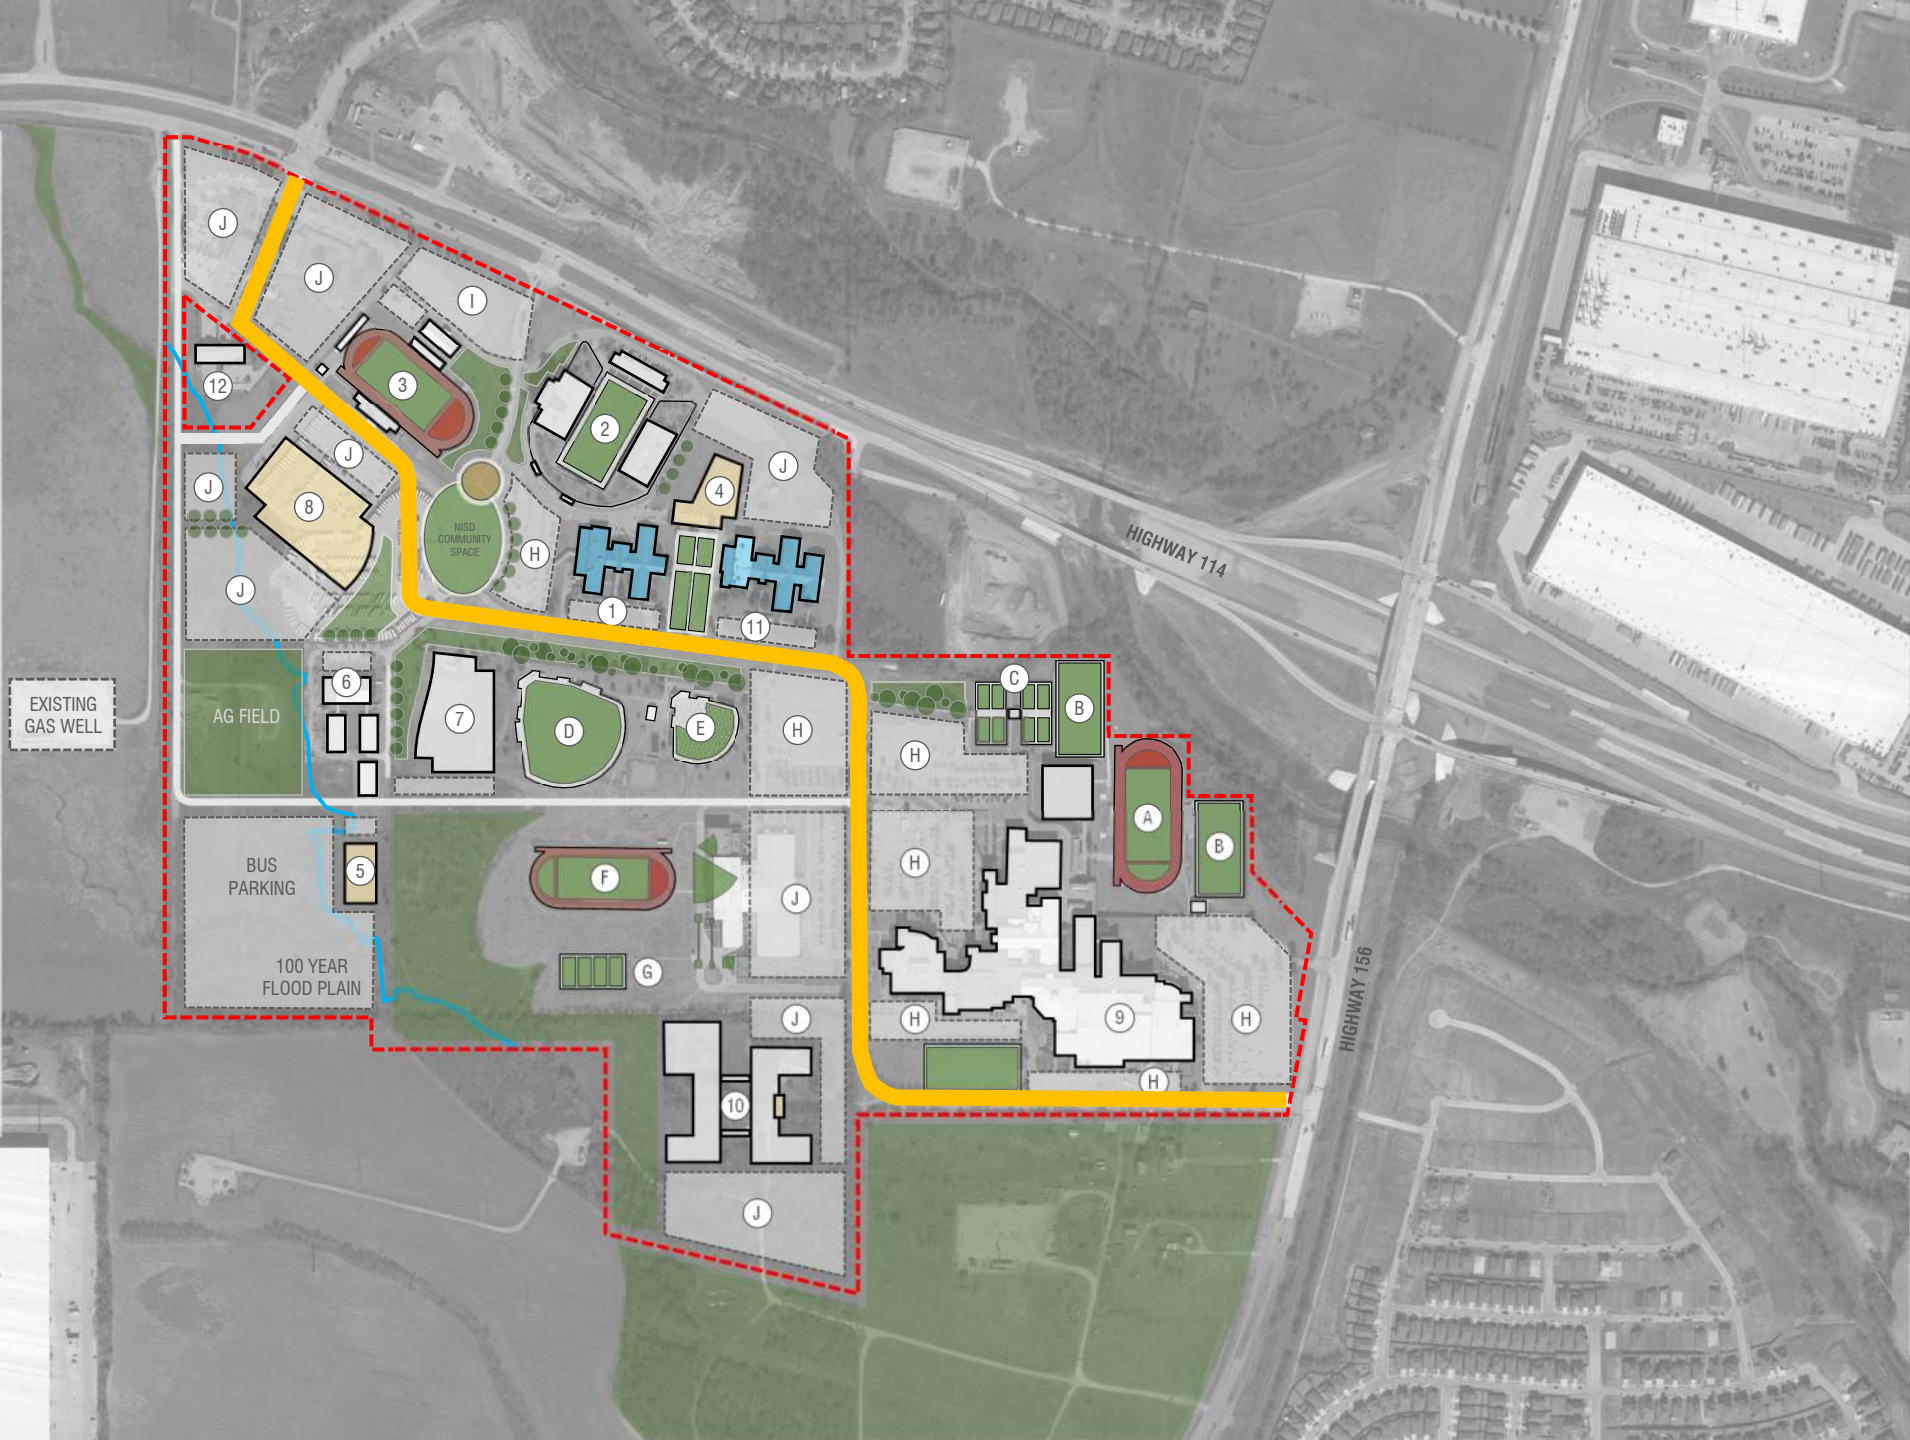 J
J
I
3
12
2
J
J
4
J
8
NISD
COMMUNITY
SPACE
H
J
1
11
6
C
B
EXISTING
GAS WELL
AG FIELD
7
D
E
H
H
A
B
BUS
PARKING
5
F
J
H
100 YEAR
FLOOD PLAIN
G
J
H
9
H
H
10
J
HIGHWAY 114
HIGHWAY 156